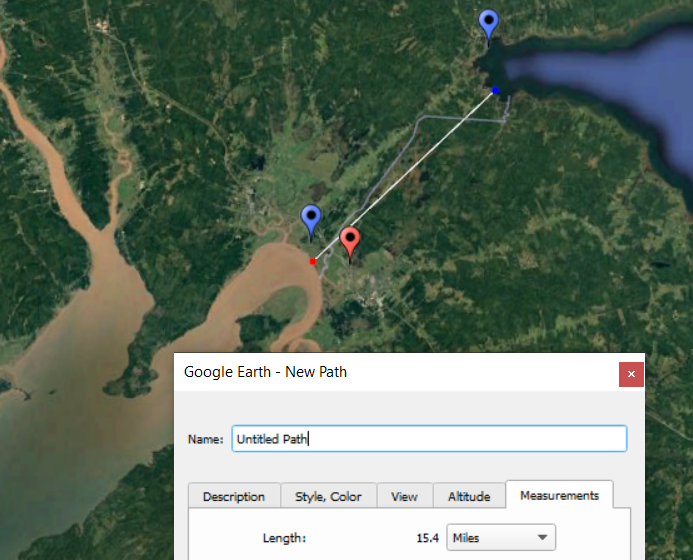 Google Earth - New Path
Name: Untitled Path
Description Style, Color View Altitude Measurements
Length: 15.4 Miles